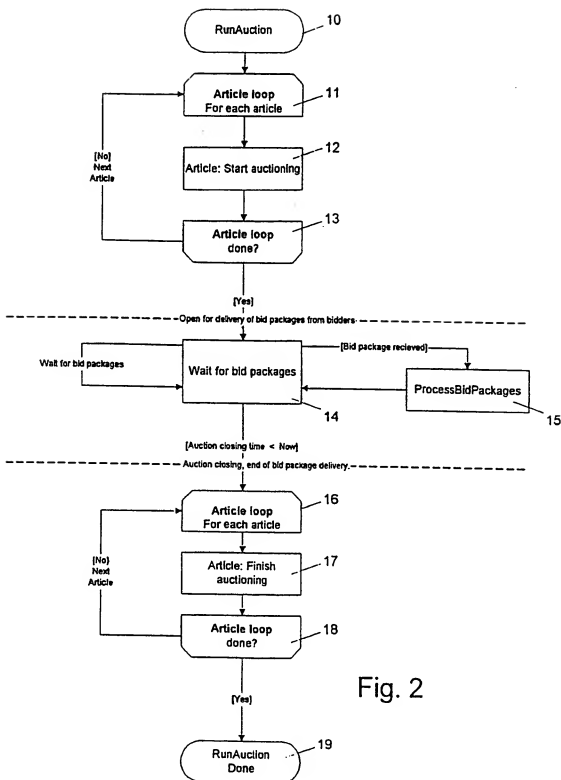 RunAuction
10
Article loop
For each article
11
[No]
Next
Article
12
Article: Start auctioning
13
Article loop
done?
[Yes]
Open for delivery of bid packages from bidders
Wait for bid packages
Wait for bid packages
14
[Bid package recieved]
ProcessBidPackages
15
[Auction closing time < Now]
Auction closing, end of bid package delivery.
16
Article loop
For each article
[No]
Next
Article
Article: Finish
auctioning
17
Article loop
done?
18
[Yes]
Fig. 2
RunAuction
Done
19